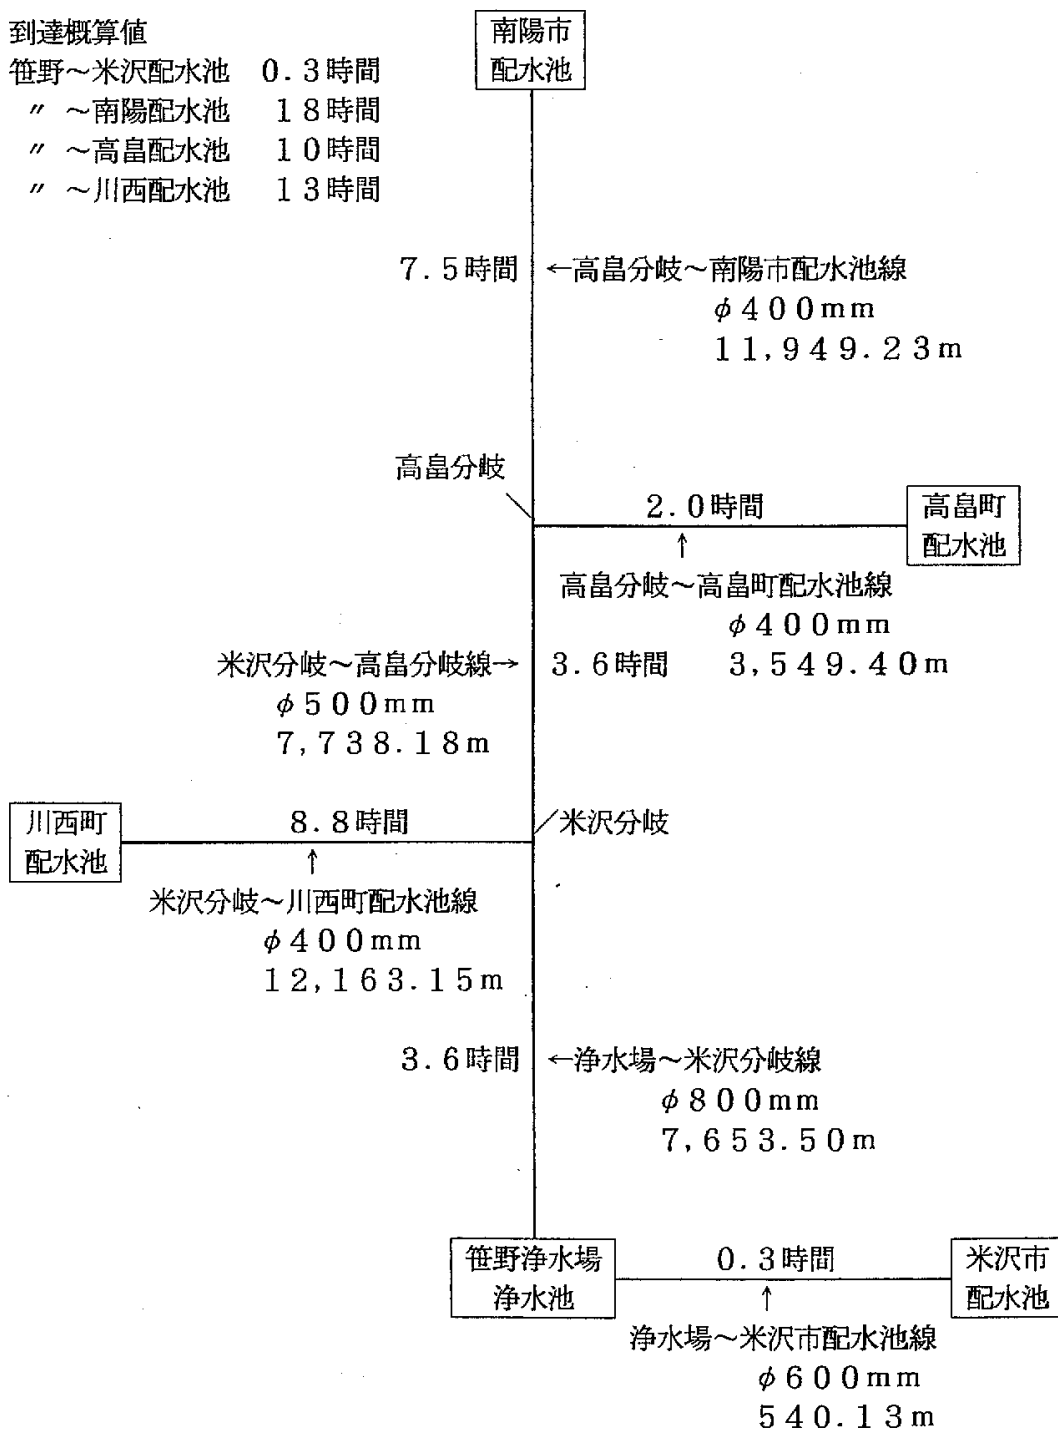 到達概算値
笹野～米沢配水池　0.3時間
〃 ～南陽配水池　18時間
〃 ～高畠配水池　10時間
〃 ～川西配水池　13時間
南陽市
配水池
7.5時間
←高畠分岐～南陽市配水池線
φ400mm
11,949.23m
高畠分岐
2.0時間
高畠町
配水池
↑
高畠分岐～高畠町配水池線
φ400mm
3,549.40m
米沢分岐～高畠分岐線→
3.6時間
φ500mm
7,738.18m
川西町
配水池
8.8時間
米沢分岐
↑
米沢分岐～川西町配水池線
φ400mm
12,163.15m
3.6時間
←浄水場～米沢分岐線
φ800mm
7,653.50m
笹野浄水場
浄水池
0.3時間
米沢市
配水池
↑
浄水場～米沢市配水池線
φ600mm
540.13m